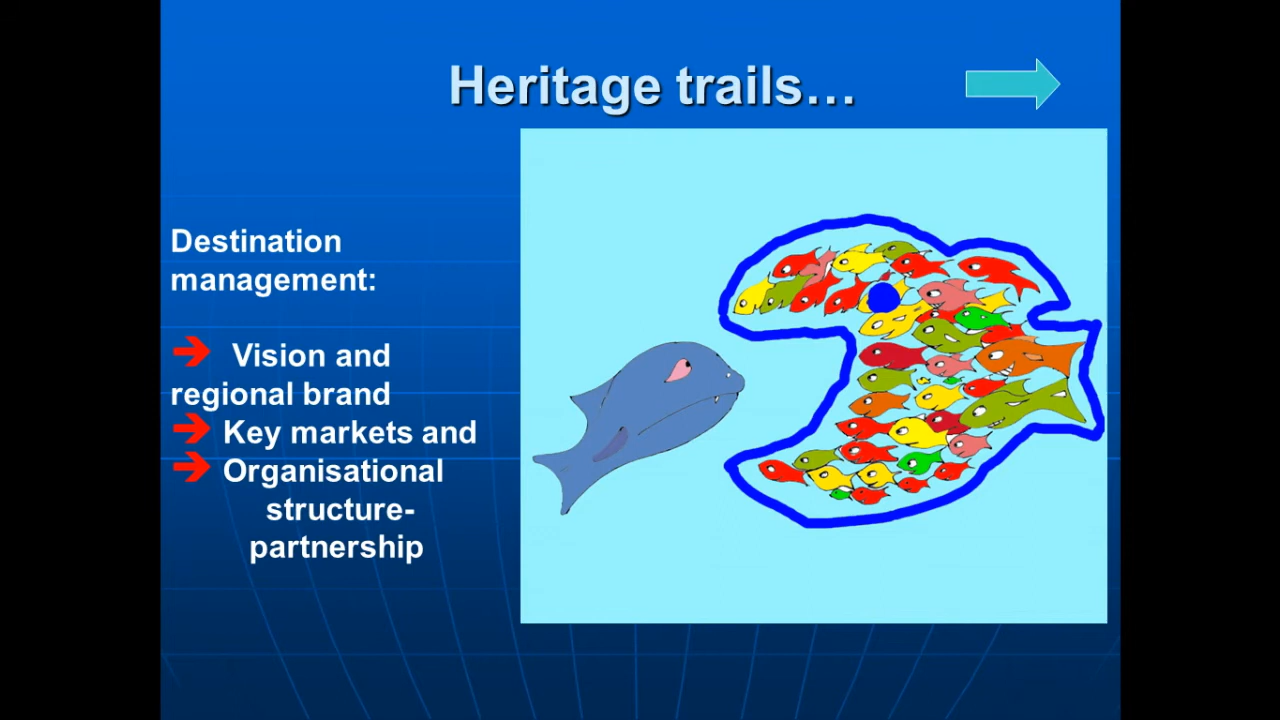 Heritage trails…
Destination
management:
➔ Vision and
regional brand
➔ Key markets and
➔ Organisational
structure-
partnership